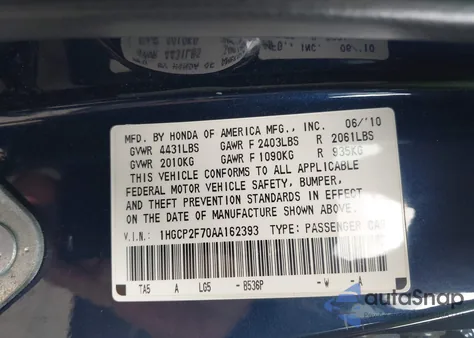 MFD. BY HONDA OF AMERICA MFG., INC. 06/'10
GVWR 4431LBS GAWR F 2403LBS R 2061LBS
GVWR 2010KG GAWR F 1090KG R 935KG
THIS VEHICLE CONFORMS TO ALL APPLICABLE
FEDERAL MOTOR VEHICLE SAFETY, BUMPER,
AND THEFT PREVENTION STANDARDS IN EFFECT ON
THE DATE OF MANUFACTURE SHOWN ABOVE.
V.I.N.: 1HGCP2F70AA162393 TYPE: PASSENGER CAR
TA5 A LG5 - B536P - W - A
autoSnap